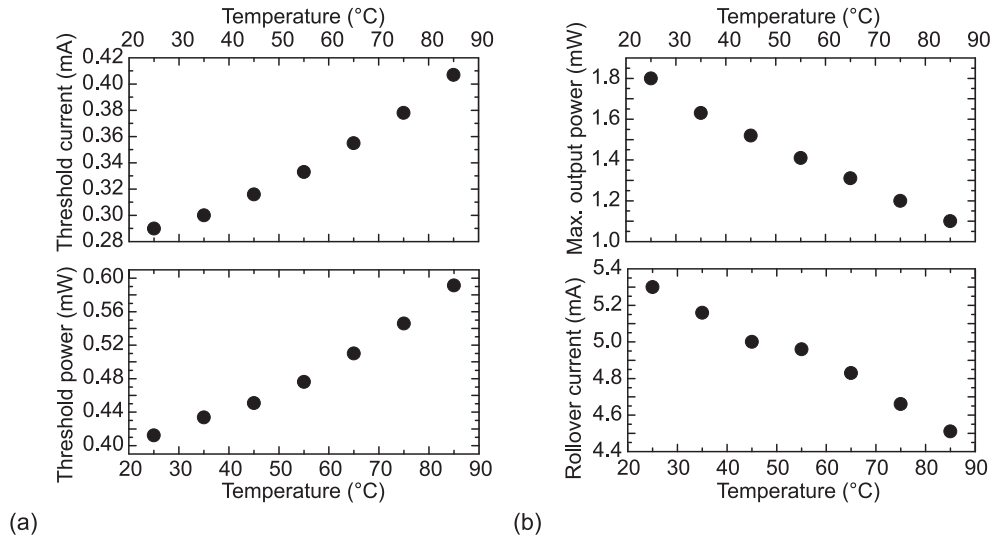 Temperature (°C)
20 30 40 50 60 70 80 90
Threshold current (mA)
0.42
0.40
0.38
0.36
0.34
0.32
0.30
0.28
Threshold power (mW)
0.60
0.56
0.52
0.48
0.44
0.40
20 30 40 50 60 70 80 90
Temperature (°C)
(a)
Temperature (°C)
20 30 40 50 60 70 80 90
Max. output power (mW)
1.8
1.6
1.4
1.2
1.0
Rollover current (mA)
5.4
5.2
5.0
4.8
4.6
4.4
20 30 40 50 60 70 80 90
Temperature (°C)
(b)